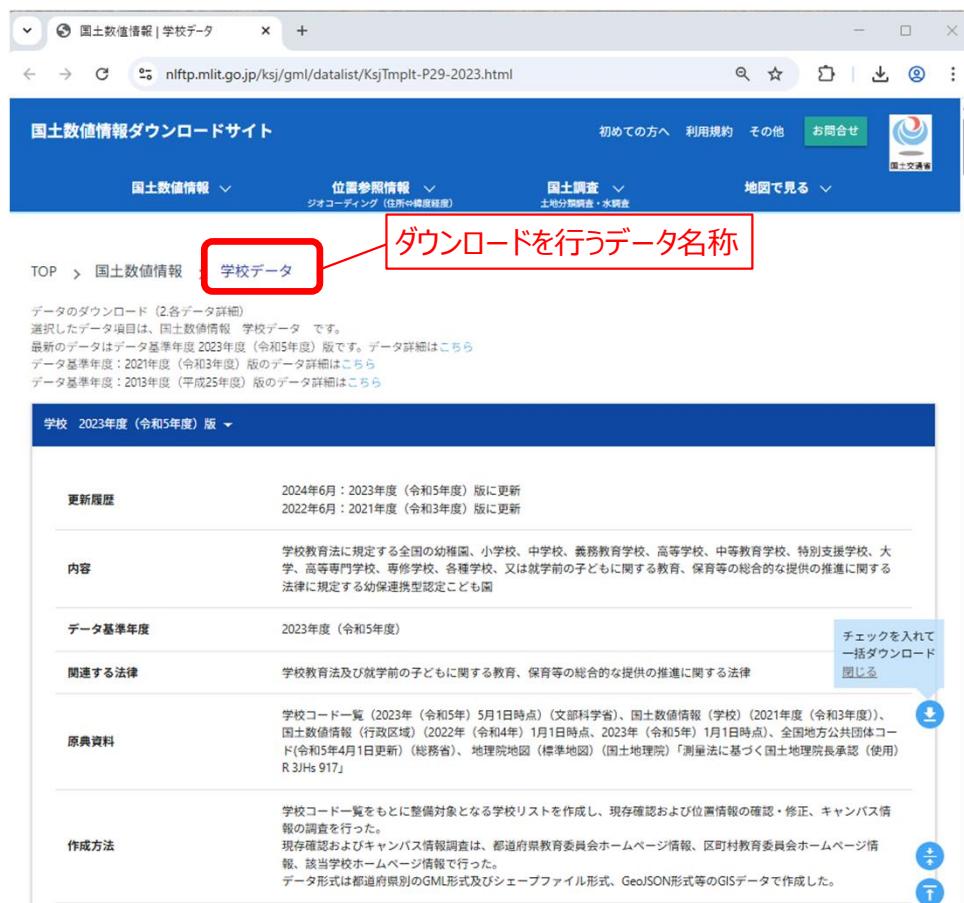 国土数値情報 | 学校データ
nlftp.mlit.go.jp/ksj/gml/datalist/KsjTmplt-P29-2023.html
国土数値情報ダウンロードサイト
初めての方へ 利用規約 その他 お問合せ
国土交通省
国土数値情報 位置参照情報 国土調査 地図で見る
ジオコーディング（住所⇔緯度経度） 土地分類調査・水調査
ダウンロードを行うデータ名称
TOP > 国土数値情報 > 学校データ
データのダウンロード（2.各データ詳細）
選択したデータ項目は、国土数値情報 学校データ です。
最新のデータはデータ基準年度 2023年度（令和5年度）版です。データ詳細はこちら
データ基準年度：2021年度（令和3年度）版のデータ詳細はこちら
データ基準年度：2013年度（平成25年度）版のデータ詳細はこちら
学校 2023年度（令和5年度）版
更新履歴
2024年6月：2023年度（令和5年度）版に更新
2022年6月：2021年度（令和3年度）版に更新
内容
学校教育法に規定する全国の幼稚園、小学校、中学校、義務教育学校、高等学校、中等教育学校、特別支援学校、大
学、高等専門学校、専修学校、各種学校、又は就学前の子どもに関する教育、保育等の総合的な提供の推進に関する
法律に規定する幼保連携型認定こども園
データ基準年度
2023年度（令和5年度）
関連する法律
学校教育法及び就学前の子どもに関する教育、保育等の総合的な提供の推進に関する法律
チェックを入れて
一括ダウンロード
閉じる
原典資料
学校コード一覧（2023年（令和5年）5月1日時点）（文部科学省）、国土数値情報（学校）（2021年度（令和3年度））、
国土数値情報（行政区域）（2022年（令和4年）1月1日時点、2023年（令和5年）1月1日時点）、全国地方公共団体コー
ド(令和5年4月1日更新)（総務省）、 地理院地図（標準地図）（国土地理院）「測量法に基づく国土地理院長承認（使用）
R 3JHs 917」
作成方法
学校コード一覧をもとに整備対象となる学校リストを作成し、現存確認および位置情報の確認・修正、キャンパス情
報の調査を行った。
現存確認およびキャンパス情報調査は、都道府県教育委員会ホームページ情報、区町村教育委員会ホームページ情
報、該当学校ホームページ情報で行った。
データ形式は都道府県別のGML形式及びシェープファイル形式、GeoJSON形式等のGISデータで作成した。